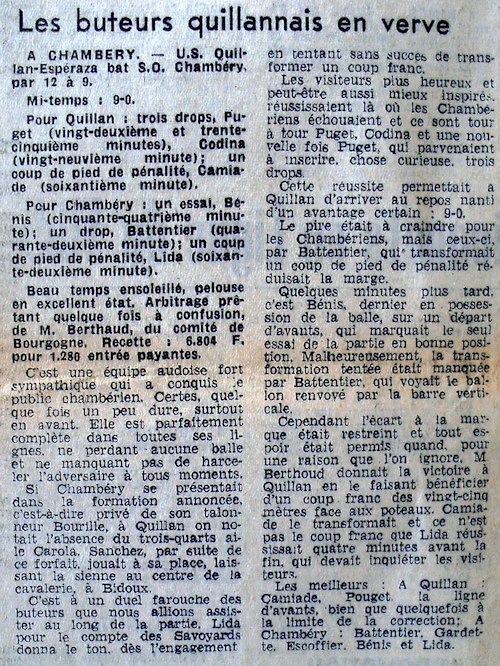 Les buteurs quillannais en verve
A CHAMBERY. — U.S. Quil-
lan-Espéraza bat S.O. Chambéry.
par 12 à 9.
Mi-temps : 9-0.
Pour Quillan : trois drops, Pu-
get (vingt-deuxième et trente-
cinquième minutes), Codina
(vingt-neuvième minute); un
coup de pied de pénalité, Camia-
de (soixantième minute).
Pour Chambéry : un essai, Bé-
nis (cinquante-quatrième minu-
te); un drop, Battentier (qua-
rante-deuxième minute); un coup
de pied de pénalité, Lida (soixan-
te-deuxième minute).
Beau temps ensoleillé, pelouse
en excellent état. Arbitrage prê-
tant quelque fois à confusion,
de M. Berthaud, du comité de
Bourgogne. Recette : 6.804 F,
pour 1.280 entrée payantes.
C'est une équipe audoise fort
sympathique qui a conquis le
public chambérien. Certes, quel-
que fois un peu dure, surtout
en avant. Elle est parfaitement
complète dans toutes ses li-
gnes, ne perdant aucune balle
et ne manquant pas de harce-
ler l'adversaire à tous moments.
Si Chambéry se présentait
dans la formation annoncée,
c'est-à-dire privé de son talon-
neur Bourille, à Quillan on no-
tait l'absence du trois-quarts ai-
le Carola. Sanchez, par suite de
ce forfait, jouait à sa place, lais-
sant la sienne au centre de la
cavalerie, à Bidoux.
C'est à un duel farouche des
buteurs que nous allions assis-
ter au long de la partie. Lida
pour le compte des Savoyards
donna le ton, dès l'engagement
en tentant sans succès de trans-
former un coup franc.
Les visiteurs plus heureux et
peut-être aussi mieux inspirés,
réussissaient là où les Chambé-
riens échouaient et ce sont tour
à tour Puget, Codina et une nou-
velle fois Puget, qui parvenaient
à inscrire, chose curieuse, trois
drops.
Cette réussite permettait à
Quillan d'arriver au repos nanti
d'un avantage certain : 9-0.
Le pire était à craindre pour
les Chambériens, mais ceux-ci,
par Battentier, qui transformait
un coup de pied de pénalité ré-
duisait la marge.
Quelques minutes plus tard,
c'est Bénis, dernier en posses-
sion de la balle, sur un départ
d'avants, qui marquait le seul
essai de la partie en bonne posi-
tion. Malheureusement, la trans-
formation tentée était manquée
par Battentier, qui voyait le bal-
lon renvoyé par la barre verti-
cale.
Cependant l'écart à la mar-
que était restreint et tout es-
poir était permis quand, pour
une raison que l'on ignore, M
Berthoud donnait la victoire à
Quillan, en le faisant bénéficier
d'un coup franc des vingt-cinq
mètres face aux poteaux. Camia-
de le transformait et ce n'est
pas le coup franc que Lida réus-
sissait quatre minutes avant la
fin, qui devait inquiéter les visi-
teurs.
Les meilleurs : A Quillan :
Camiade, Pouget, la ligne
d'avants, bien que quelquefois à
la limite de la correction; A
Chambéry : Battentier, Gardet-
te, Escoffier, Bénis et Lida.